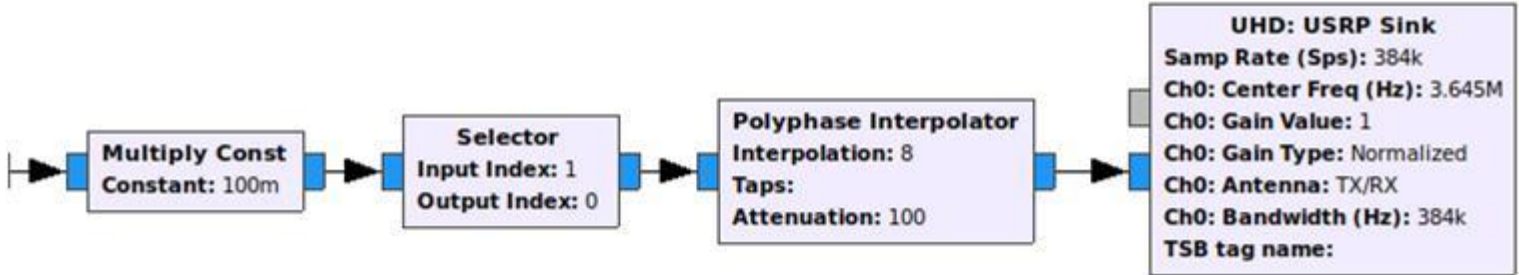 Multiply Const
Constant: 100m
Selector
Input Index: 1
Output Index: 0
Polyphase Interpolator
Interpolation: 8
Taps:
Attenuation: 100
UHD: USRP Sink
Samp Rate (Sps): 384k
Ch0: Center Freq (Hz): 3.645M
Ch0: Gain Value: 1
Ch0: Gain Type: Normalized
Ch0: Antenna: TX/RX
Ch0: Bandwidth (Hz): 384k
TSB tag name: